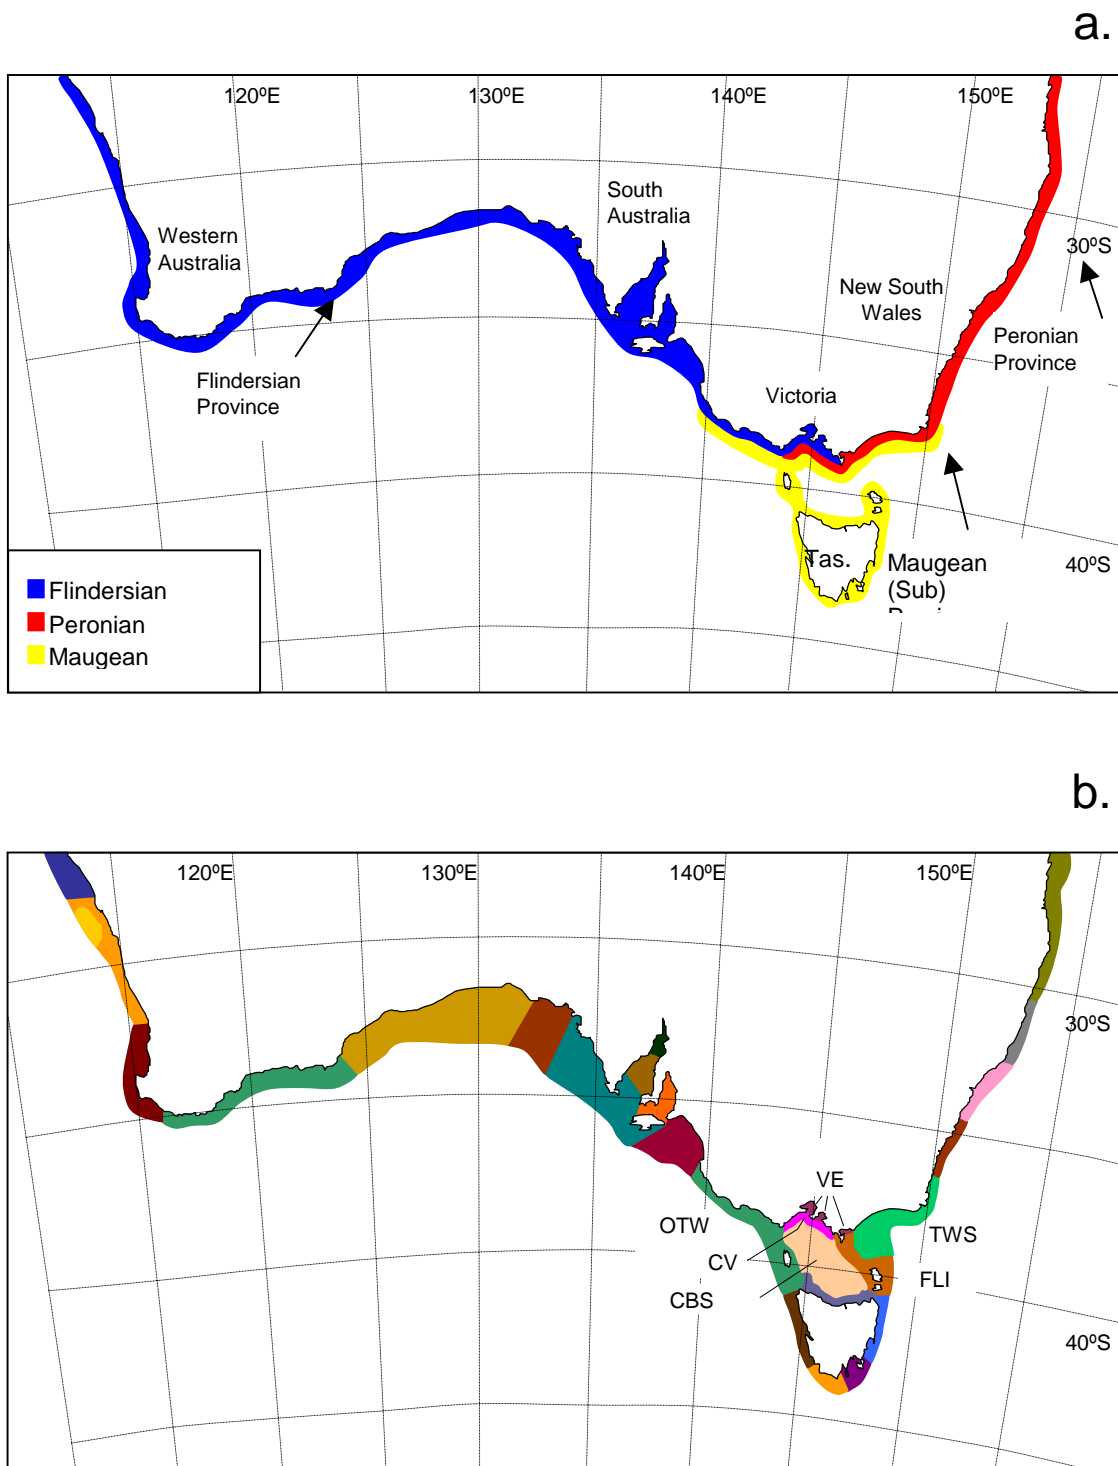 a.
120ºE
130ºE
140ºE
150ºE
South
Australia
Western
Australia
30ºS
New South
Wales
Peronian
Province
Flindersian
Province
Victoria
Tas.
Maugean
(Sub)
40ºS
Flindersian
Peronian
Maugean
b.
120ºE
130ºE
140ºE
150ºE
30ºS
VE
OTW
TWS
CV
FLI
CBS
40ºS